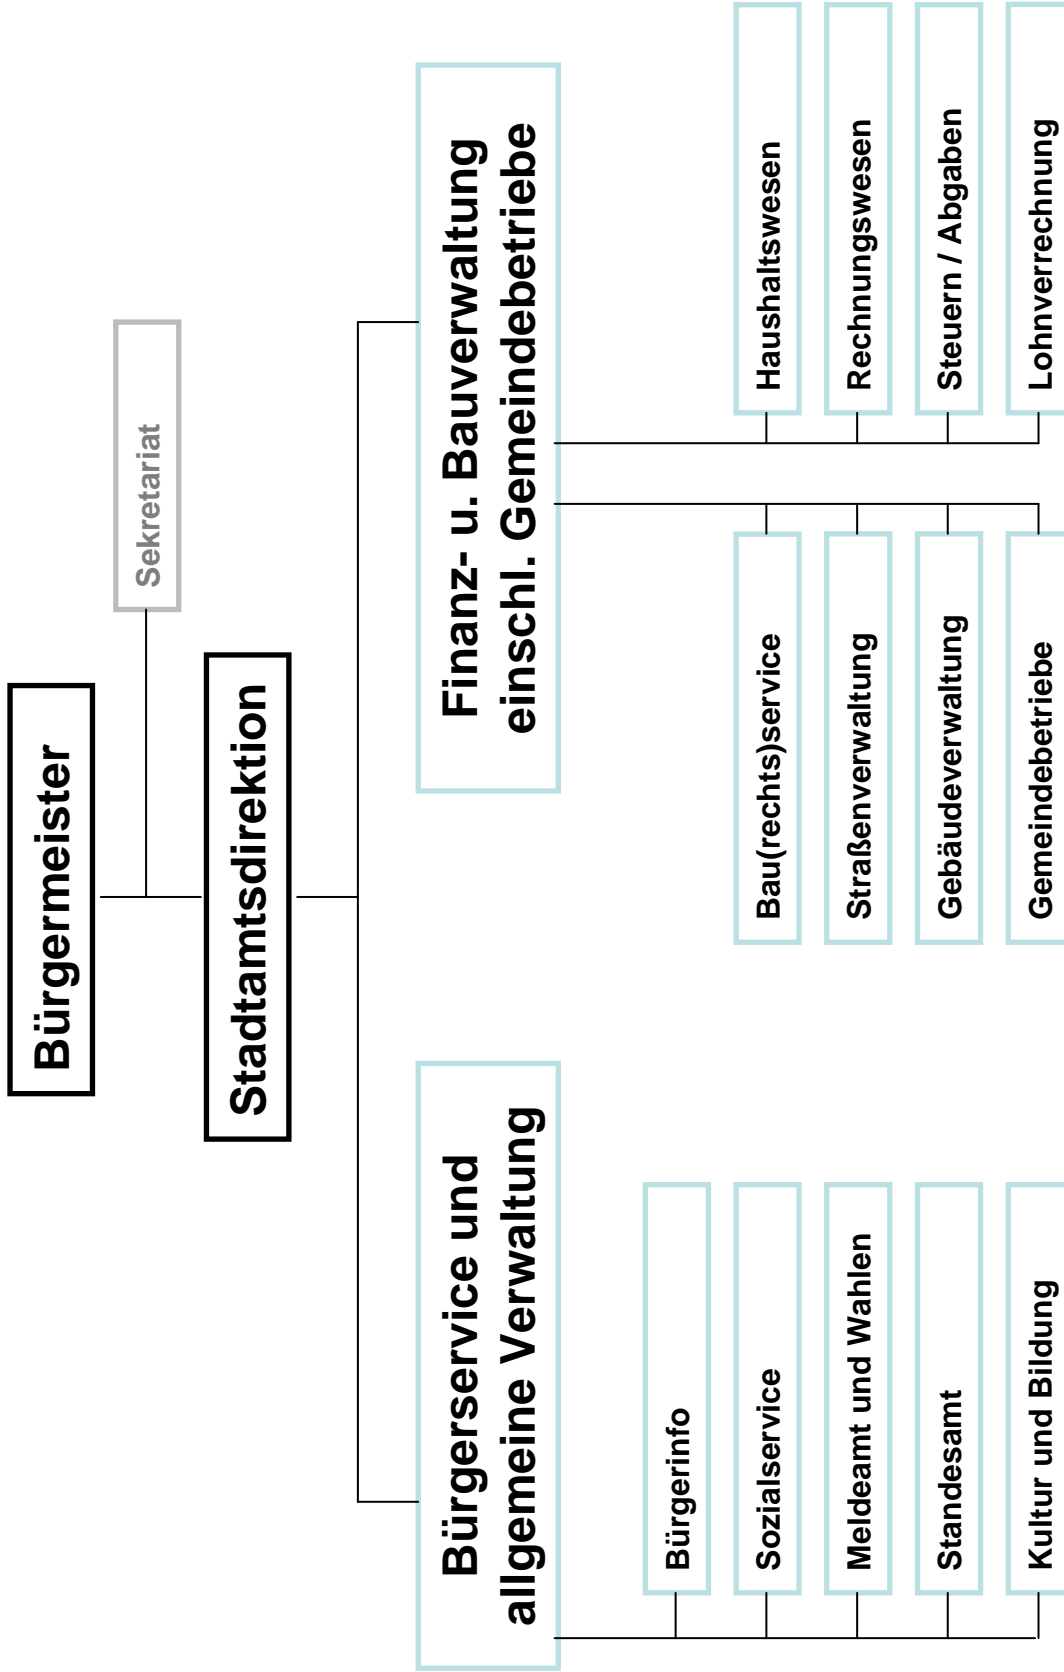 Bürgermeister
Sekretariat
Stadtamtsdirektion
Bürgerservice und
allgemeine Verwaltung
Finanz- u. Bauverwaltung
einschl. Gemeindebetriebe
Bürgerinfo
Sozialservice
Meldeamt und Wahlen
Standesamt
Kultur und Bildung
Bau(rechts)service
Straßenverwaltung
Gebäudeverwaltung
Gemeindebetriebe
Haushaltswesen
Rechnungswesen
Steuern / Abgaben
Lohnverrechnung